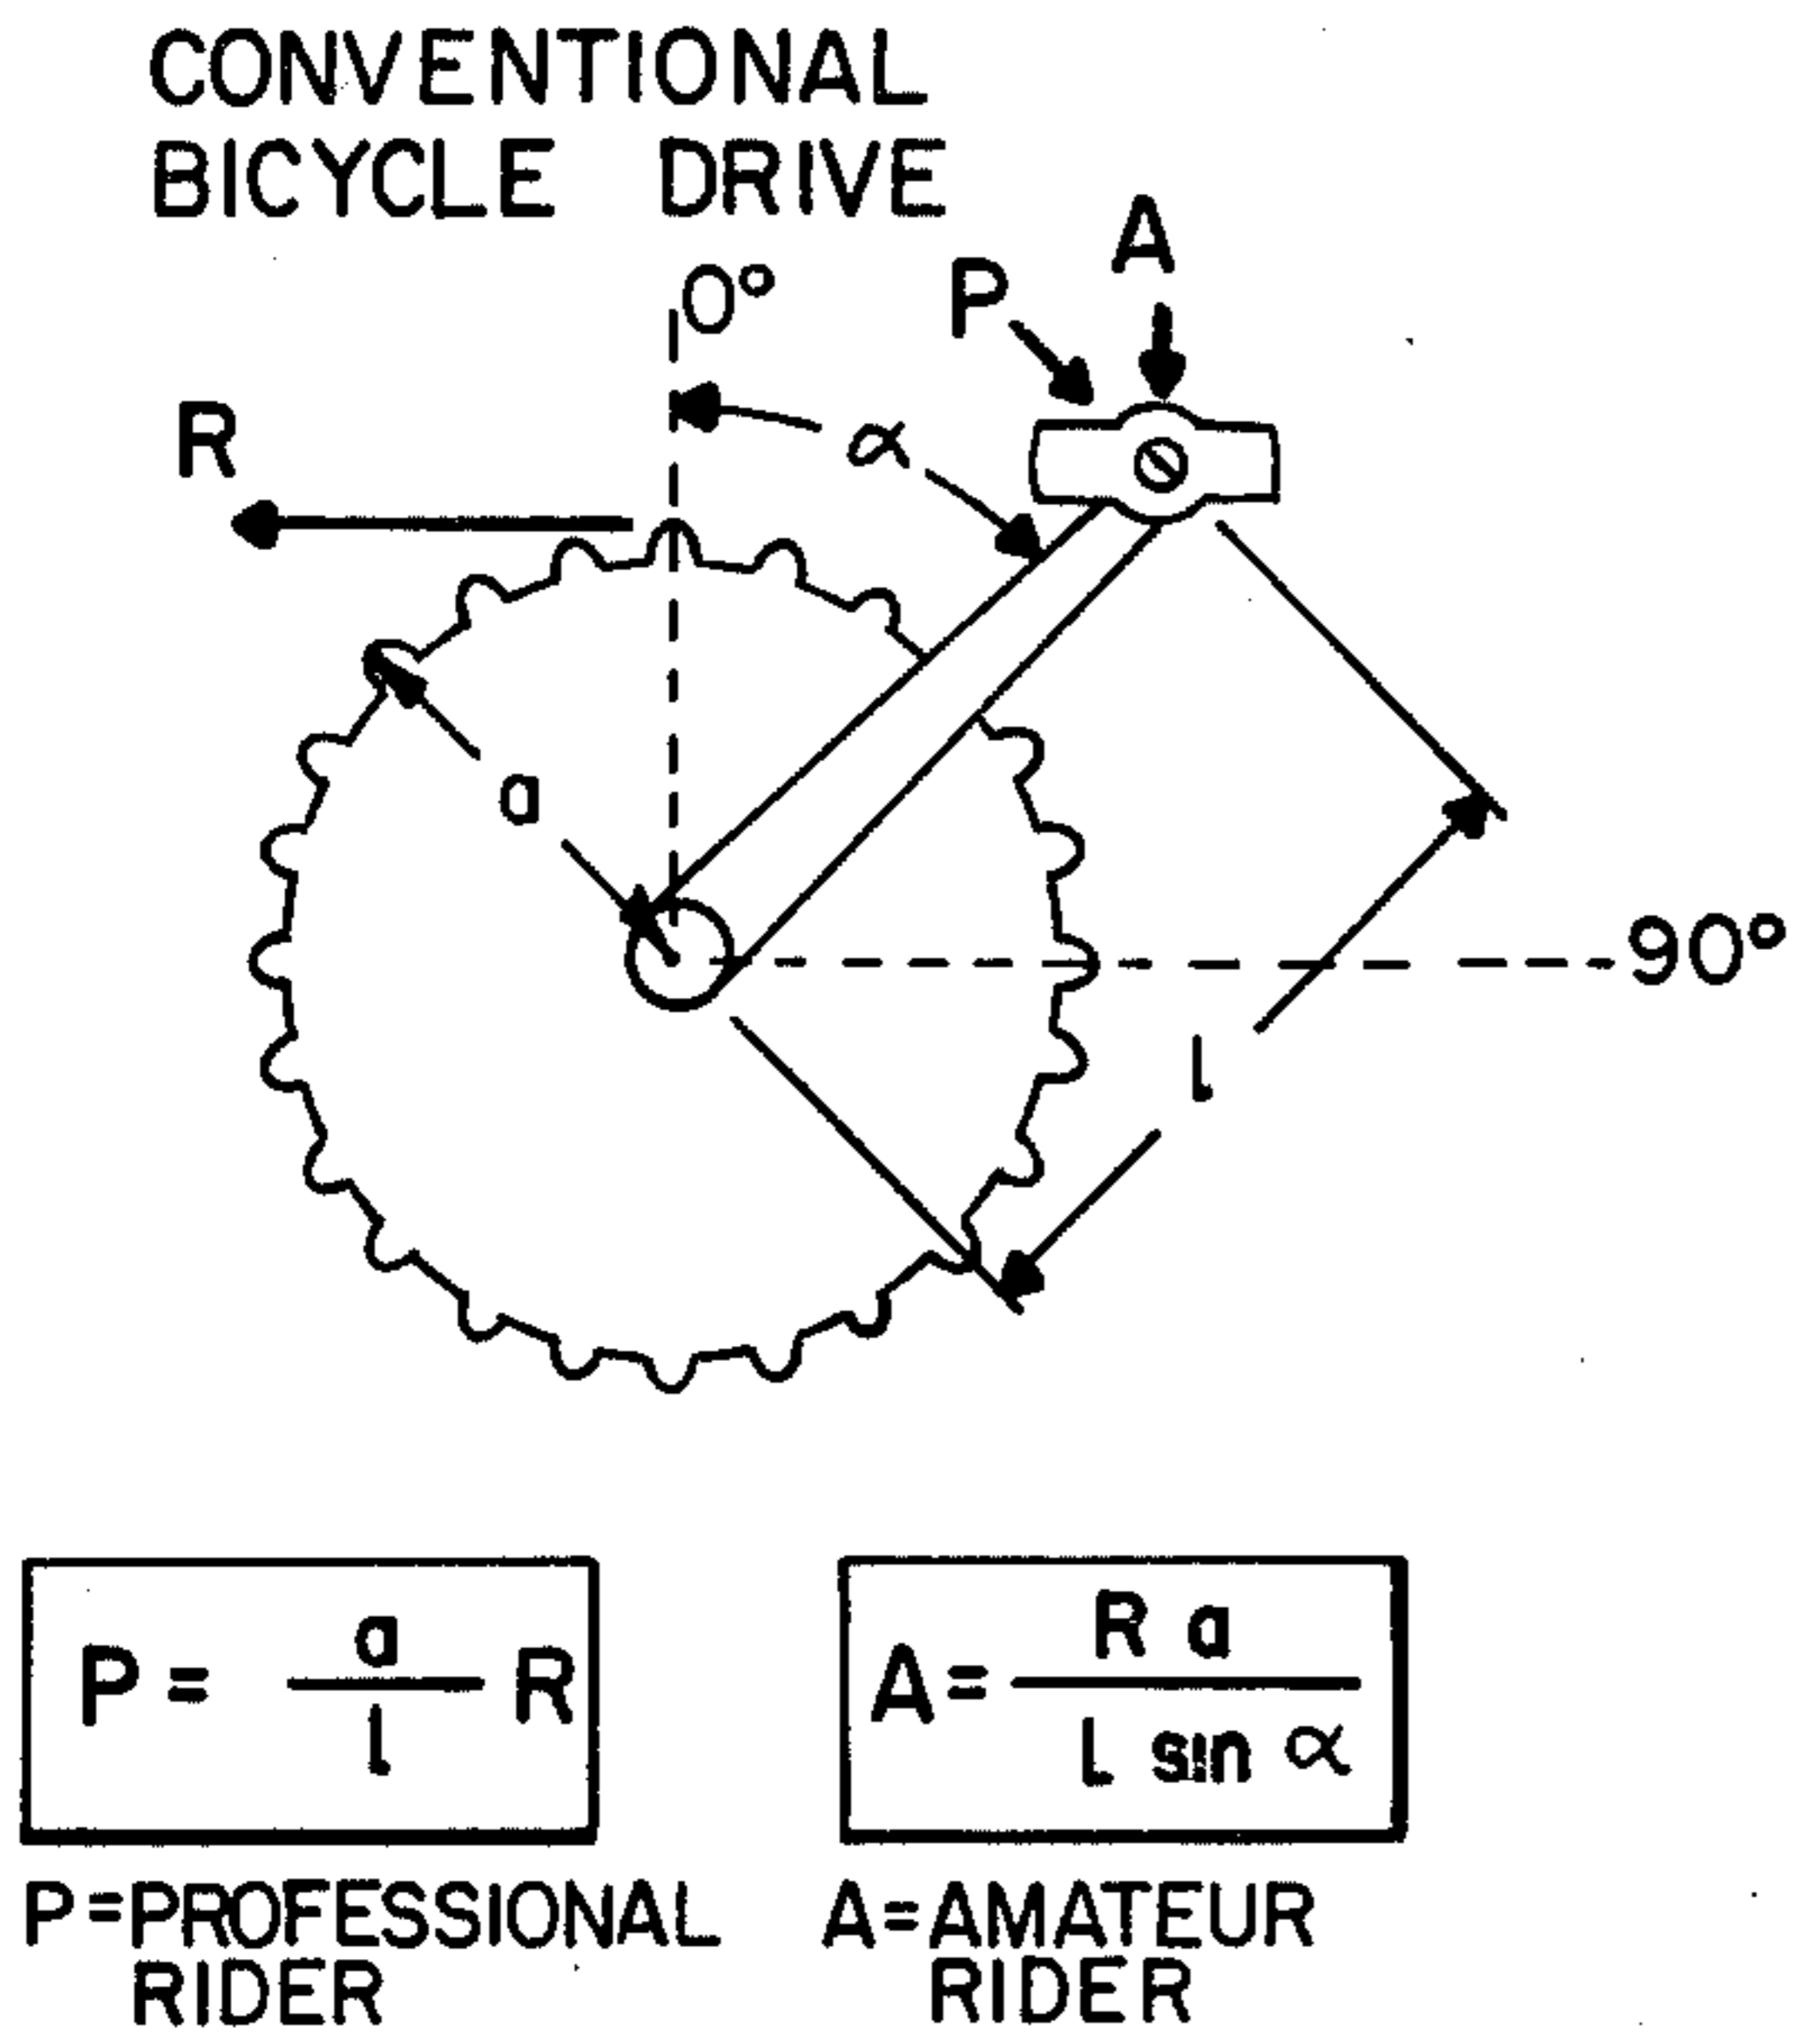 CONVENTIONAL
BICYCLE DRIVE
A
P
0°
α
R
a
90°
l
P = a/l R
A = R a / l sin α
P=PROFESSIONAL
RIDER
A=AMATEUR
RIDER